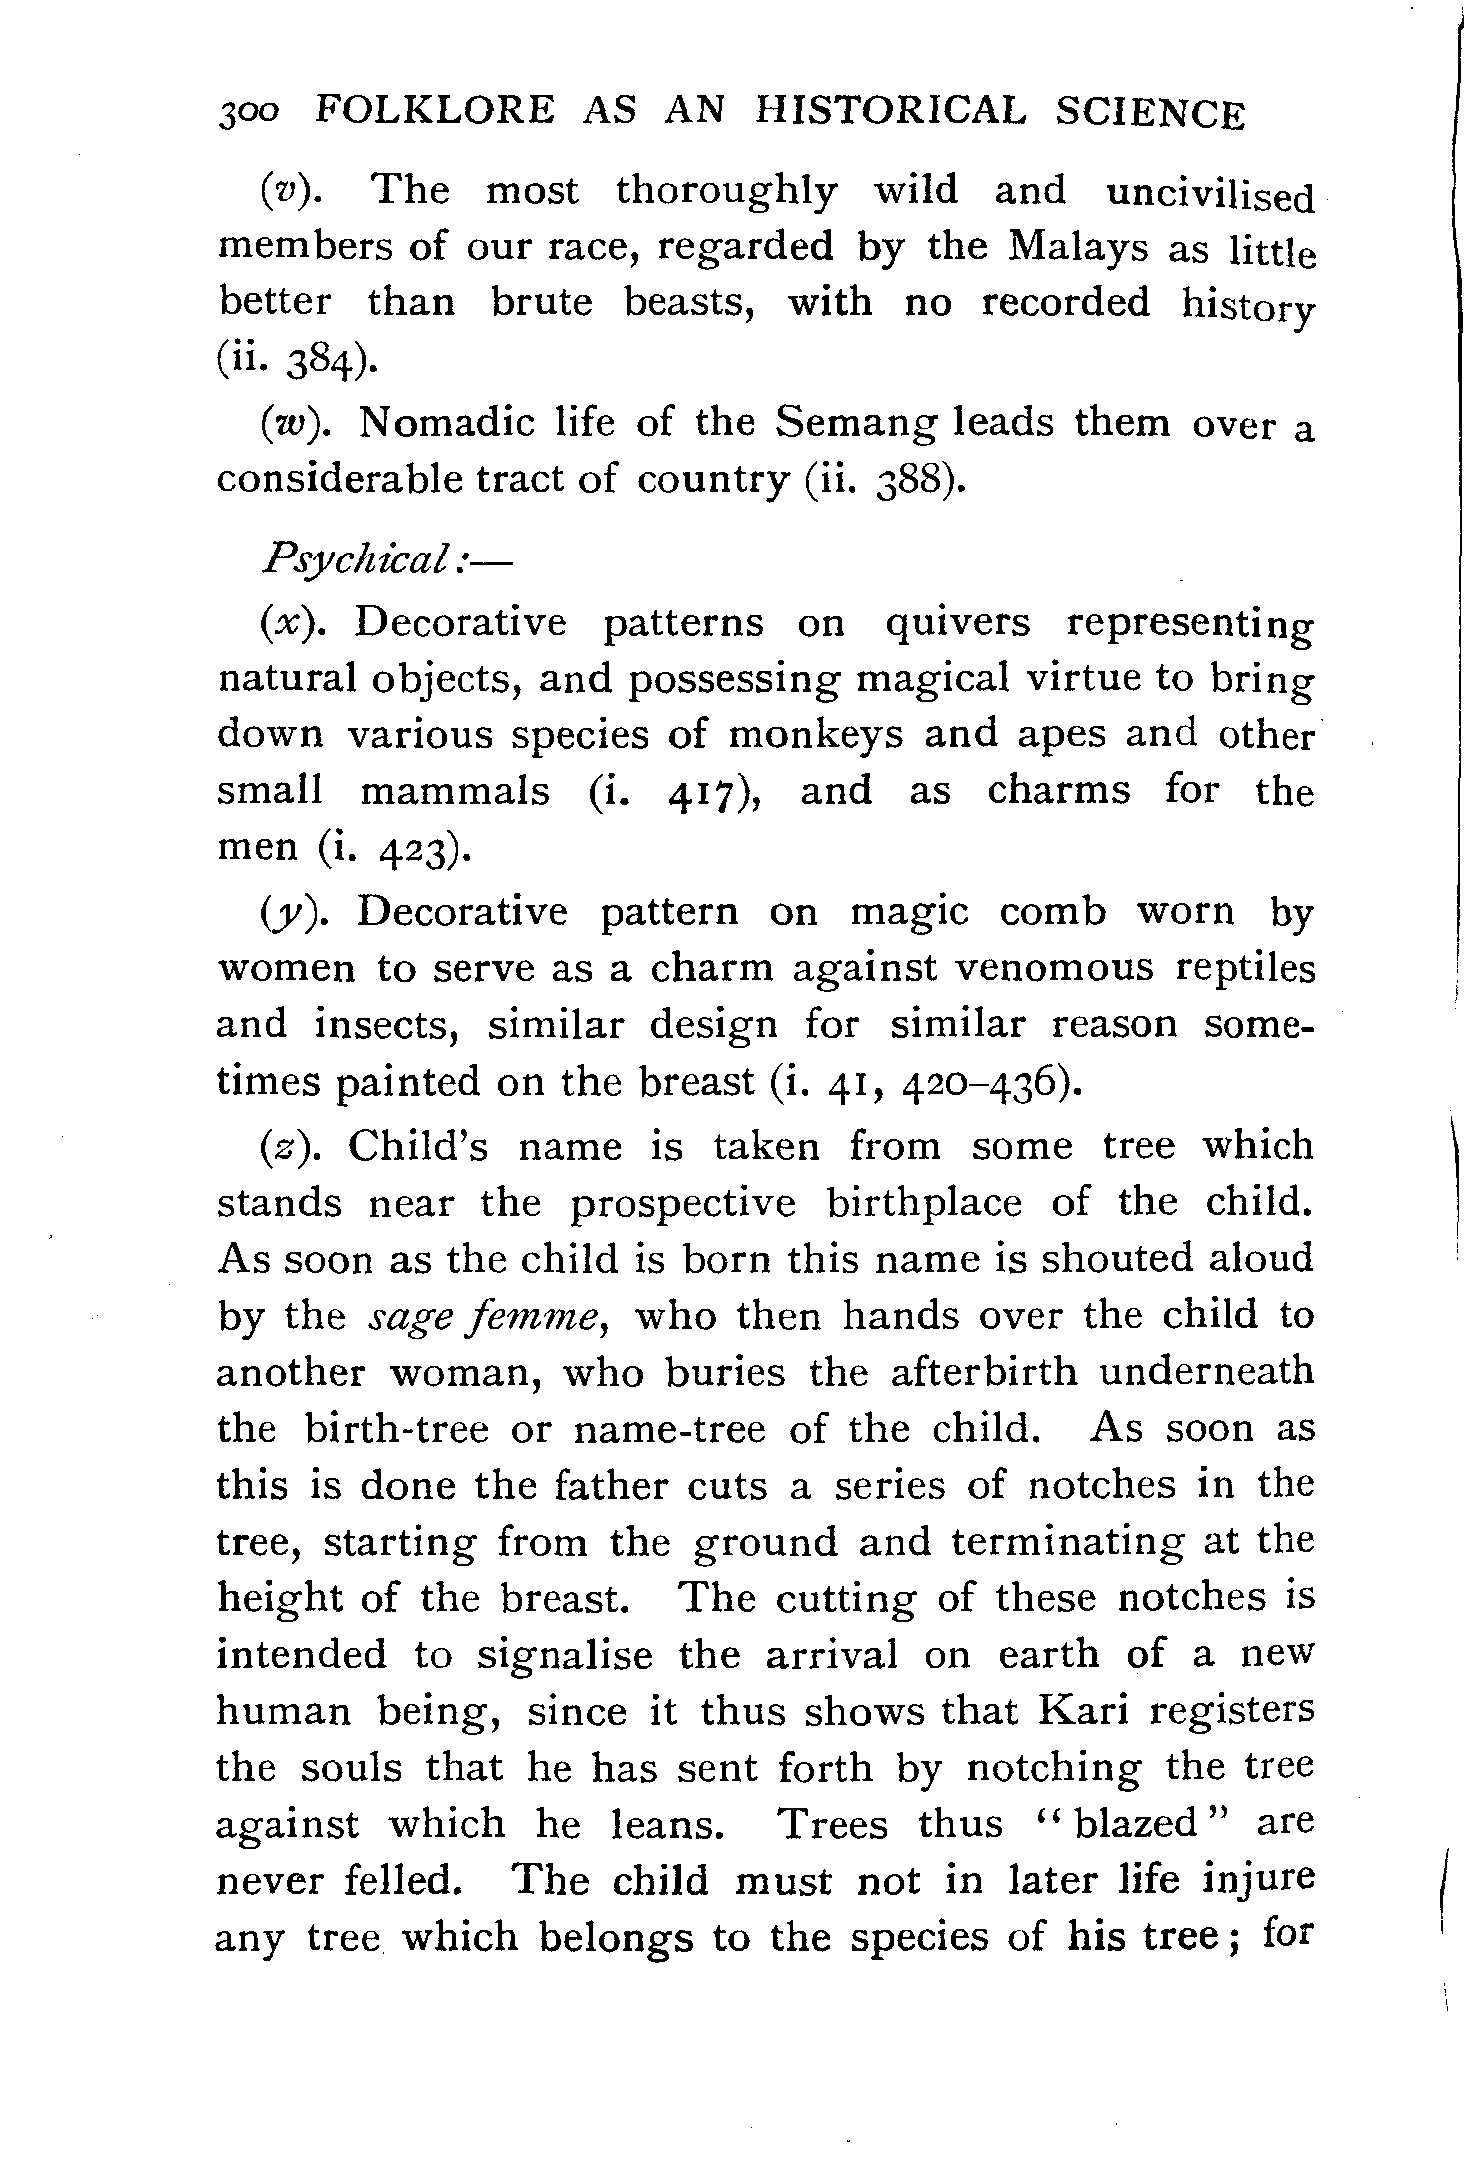 300 FOLKLORE AS AN HISTORICAL SCIENCE
(v). The most thoroughly wild and uncivilised
members of our race, regarded by the Malays as little
better than brute beasts, with no recorded history
(ii. 384).
(w). Nomadic life of the Semang leads them over a
considerable tract of country (ii. 388).
Psychical:—
(x). Decorative patterns on quivers representing
natural objects, and possessing magical virtue to bring
down various species of monkeys and apes and other
small mammals (i. 417), and as charms for the
men (i. 423).
(y). Decorative pattern on magic comb worn by
women to serve as a charm against venomous reptiles
and insects, similar design for similar reason some-
times painted on the breast (i. 41, 420–436).
(z). Child's name is taken from some tree which
stands near the prospective birthplace of the child.
As soon as the child is born this name is shouted aloud
by the sage femme, who then hands over the child to
another woman, who buries the afterbirth underneath
the birth-tree or name-tree of the child. As soon as
this is done the father cuts a series of notches in the
tree, starting from the ground and terminating at the
height of the breast. The cutting of these notches is
intended to signalise the arrival on earth of a new
human being, since it thus shows that Kari registers
the souls that he has sent forth by notching the tree
against which he leans. Trees thus "blazed" are
never felled. The child must not in later life injure
any tree which belongs to the species of his tree; for